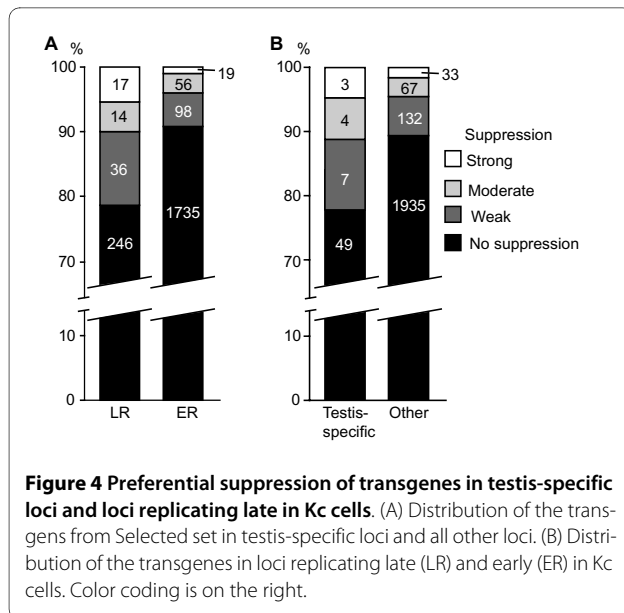 A
%
100
90
80
70
10
0
17
14
36
246
19
56
98
1735
LR
ER
B
%
100
90
80
70
10
0
3
4
7
49
33
67
132
1935
Testis-
specific
Other
Suppression
Strong
Moderate
Weak
No suppression
Figure 4 Preferential suppression of transgenes in testis-specific
loci and loci replicating late in Kc cells. (A) Distribution of the trans-
gens from Selected set in testis-specific loci and all other loci. (B) Distri-
bution of the transgenes in loci replicating late (LR) and early (ER) in Kc
cells. Color coding is on the right.